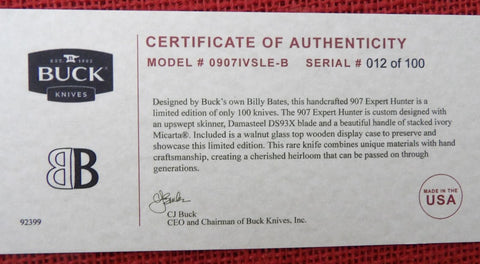 CERTIFICATE OF AUTHENTICITY
EST. 1902
BUCK®
KNIVES
MODEL # 0907IVSLE-B SERIAL # 012 of 100
Designed by Buck's own Billy Bates, this handcrafted 907 Expert Hunter is a
limited edition of only 100 knives. The 907 Expert Hunter is custom designed with
an upswept skinner, Damasteel DS93X blade and a beautiful handle of stacked ivory
Micarta®. Included is a walnut glass top wooden display case to preserve and
showcase this limited edition. This rare knife combines unique materials with hand
craftsmanship, creating a cherished heirloom that can be passed on through
generations.
BB
CJ Buck
CEO and Chairman of Buck Knives, Inc.
MADE IN THE
USA
92399